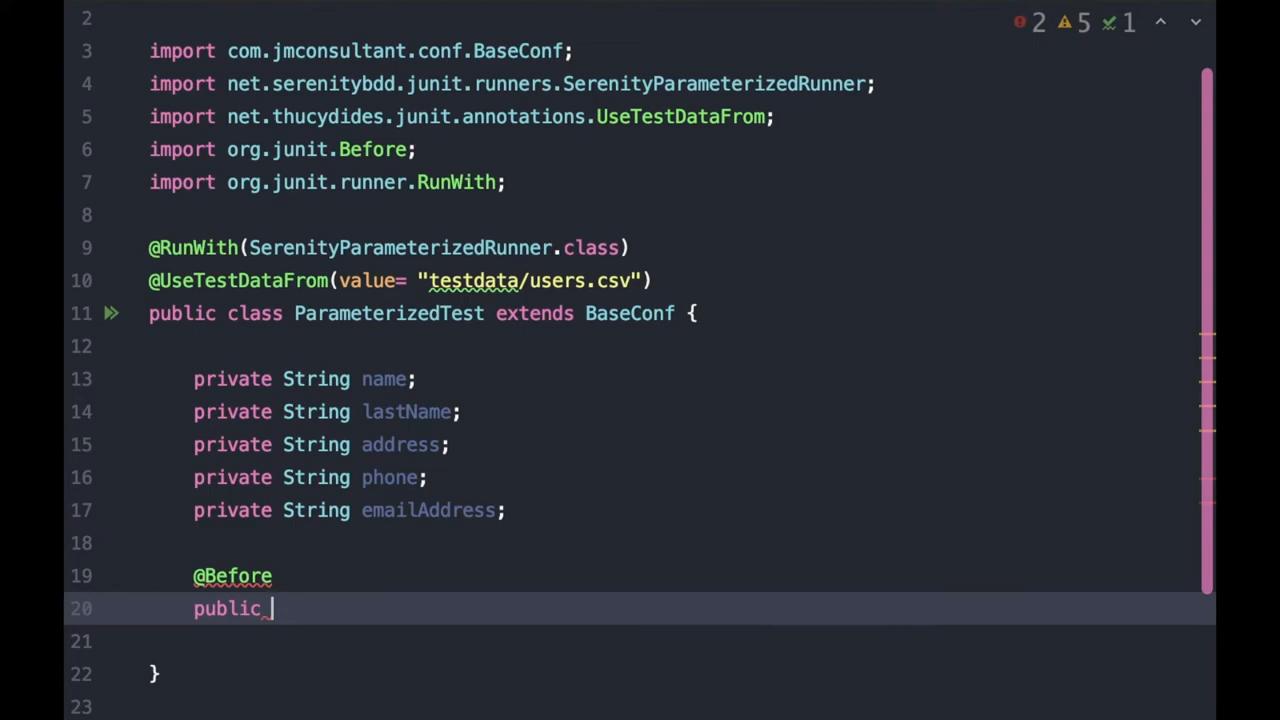 2
2 5 1
3 import com.jmconsultant.conf.BaseConf;
4 import net.serenitybdd.junit.runners.SerenityParameterizedRunner;
5 import net.thucydides.junit.annotations.UseTestDataFrom;
6 import org.junit.Before;
7 import org.junit.runner.RunWith;
8
9 @RunWith(SerenityParameterizedRunner.class)
10 @UseTestDataFrom(value= "testdata/users.csv")
11 public class ParameterizedTest extends BaseConf {
12
13 private String name;
14 private String lastName;
15 private String address;
16 private String phone;
17 private String emailAddress;
18
19 @Before
20 public
21
22 }
23